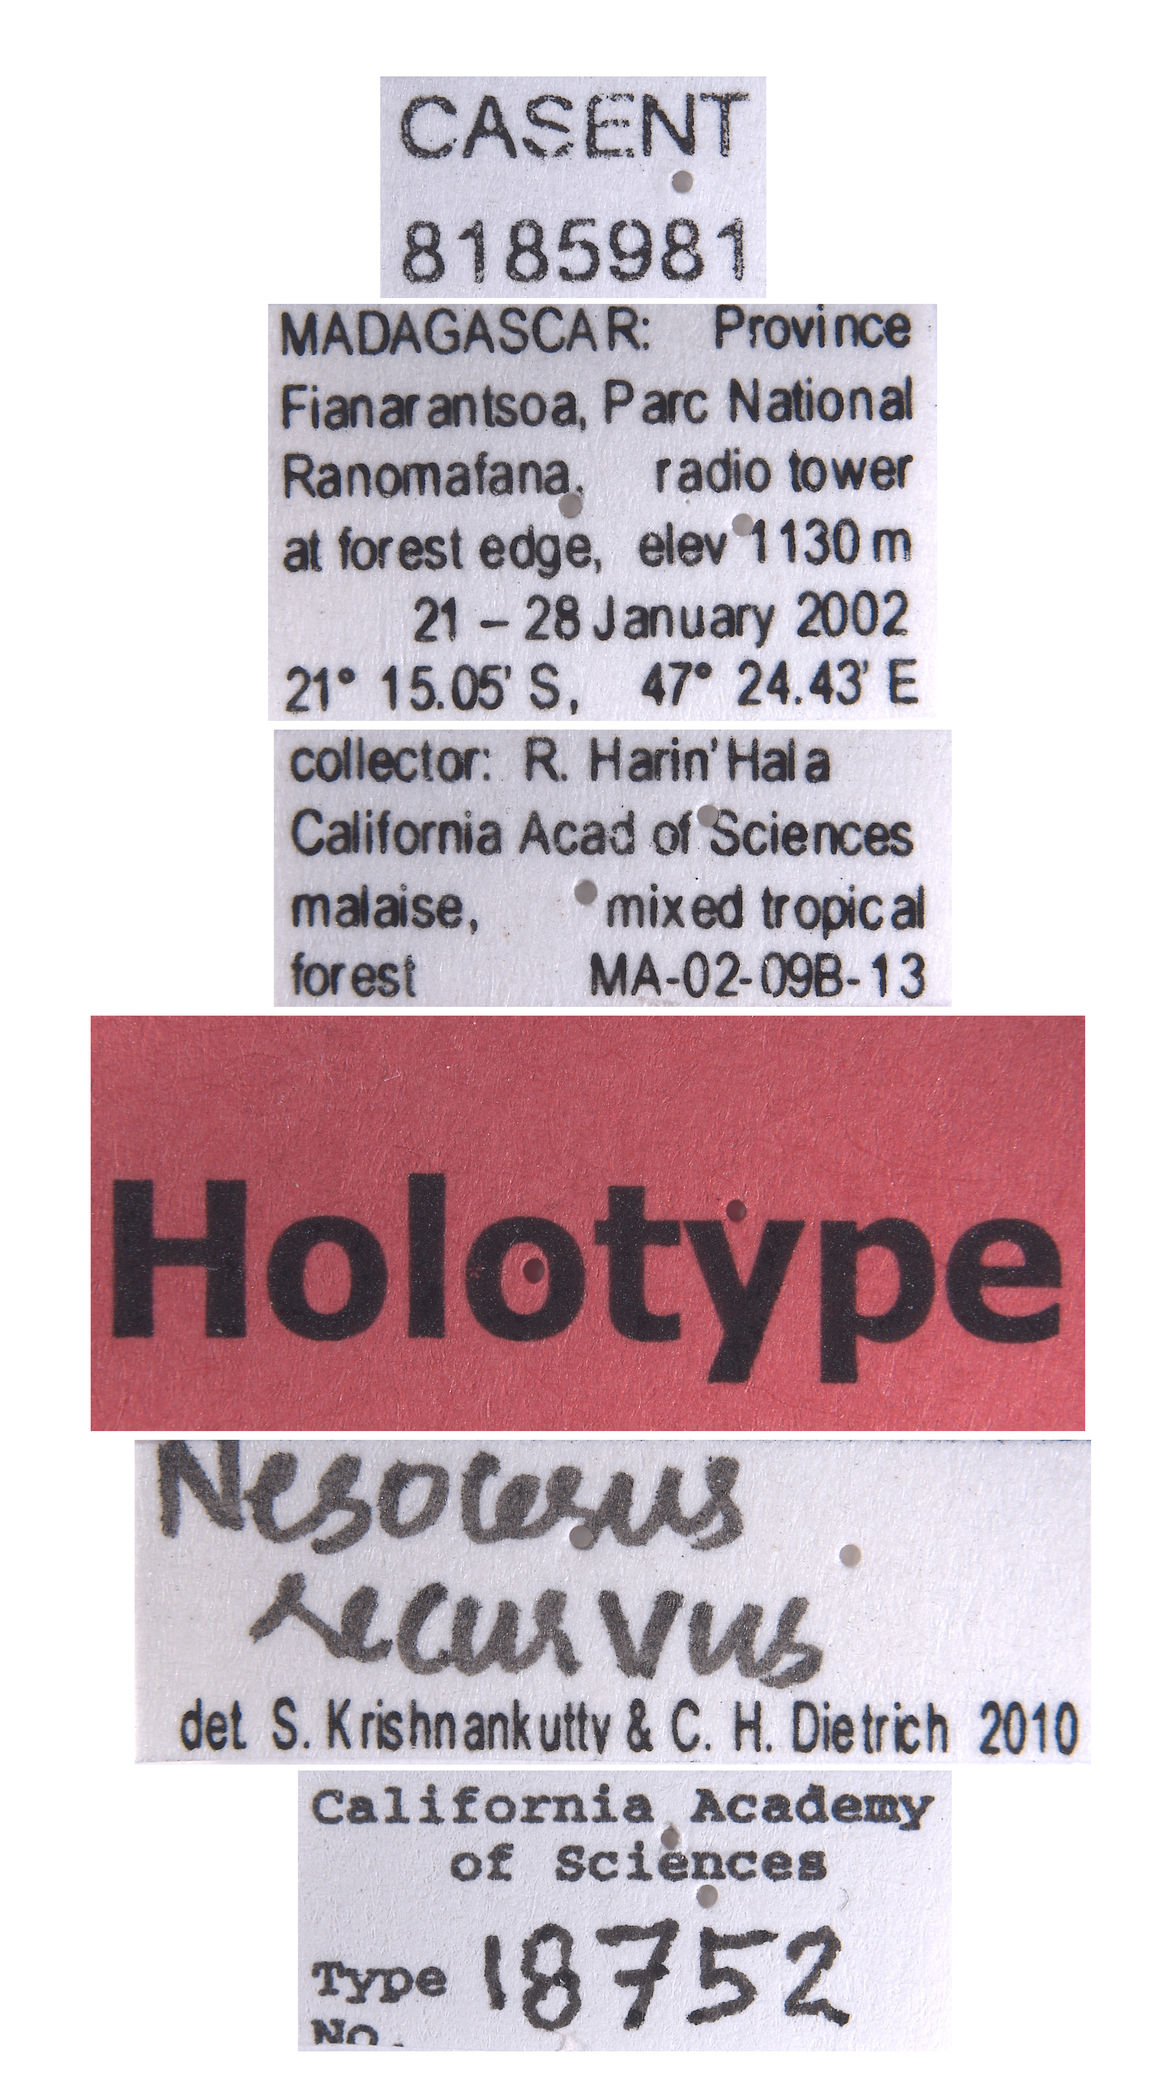 CASENT
8185981
MADAGASCAR: Province
Fianarantsoa, Parc National
Ranomafana, radio tower
at forest edge, elev 1130 m
21 – 28 January 2002
21° 15.05' S, 47° 24.43' E
collector: R. Harin'Hala
California Acad of Sciences
malaise, mixed tropical
forest MA-02-09B-13
Holotype
Nesocerus
recurvus
det. S. Krishnankutty & C. H. Dietrich 2010
California Academy
of Sciences
Type 18752
No.